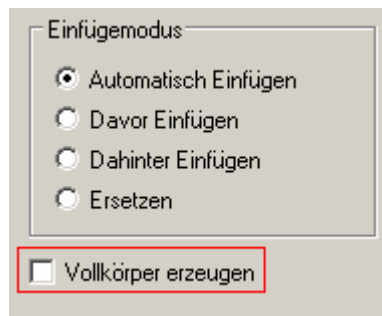 Einfügemodus
Automatisch Einfügen
Davor Einfügen
Dahinter Einfügen
Ersetzen
Vollkörper erzeugen